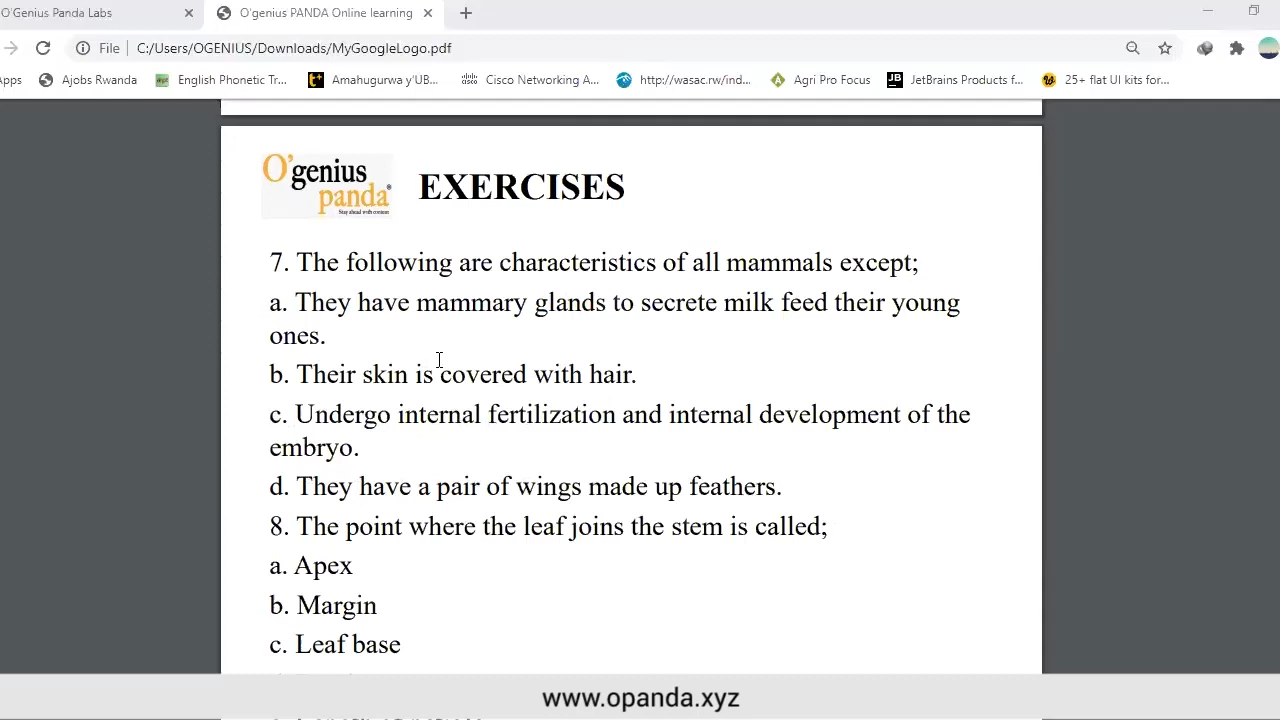 O'Genius Panda Labs
O'genius PANDA Online learning
File C:/Users/OGENIUS/Downloads/MyGoogleLogo.pdf
Apps Ajobs Rwanda English Phonetic Tr... Amahugurwa y'UB... Cisco Networking A... http://wasac.rw/ind... Agri Pro Focus JetBrains Products f... 25+ flat UI kits for...
O'genius
panda®
Stay ahead with content
EXERCISES
7. The following are characteristics of all mammals except;
a. They have mammary glands to secrete milk feed their young
ones.
b. Their skin is covered with hair.
c. Undergo internal fertilization and internal development of the
embryo.
d. They have a pair of wings made up feathers.
8. The point where the leaf joins the stem is called;
a. Apex
b. Margin
c. Leaf base
www.opanda.xyz